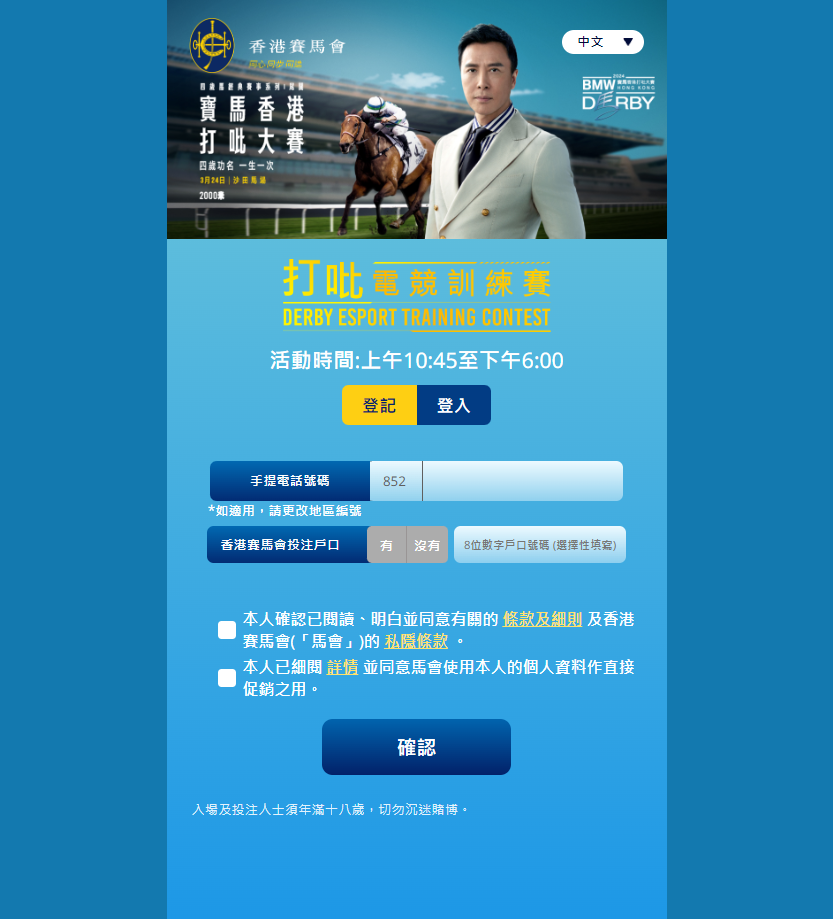 香港賽馬會
同心同步同進
中文
2024
寶馬香港打吡大賽
BMW HONG KONG
DERBY
四歲馬經典賽事系列:尾關
寶馬香港
打吡大賽
四歲功名 一生一次
3月24日 | 沙田馬場
2000米
打吡 電競訓練賽
DERBY ESPORT TRAINING CONTEST
活動時間:上午10:45至下午6:00
登記 登入
手提電話號碼 852
*如適用，請更改地區編號
香港賽馬會投注戶口 有 沒有 8位數字戶口號碼 (選擇性填寫)
本人確認已閱讀、明白並同意有關的 條款及細則 及香港
賽馬會(「馬會」)的 私隱條款 。
本人已細閱 詳情 並同意馬會使用本人的個人資料作直接
促銷之用。
確認
入場及投注人士須年滿十八歲，切勿沉迷賭博。